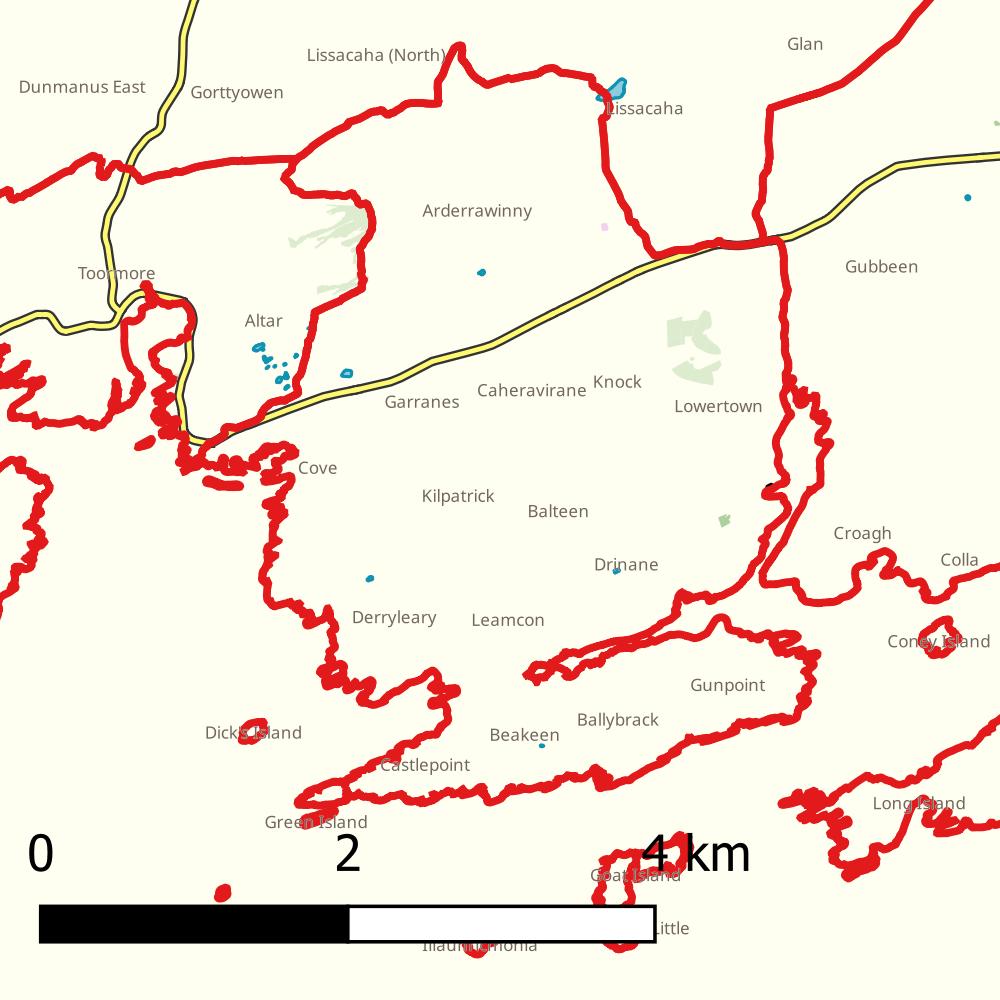 Glan
Lissacaha (North)
Dunmanus East
Gorttyowen
Lissacaha
Arderrawinny
Gubbeen
Toormore
Altar
Knock
Caheravirane
Garranes
Lowertown
Cove
Kilpatrick
Balteen
Croagh
Colla
Drinane
Derryleary
Leamcon
Coney Island
Gunpoint
Ballybrack
Dick's Island
Beakeen
Castlepoint
Long Island
Green Island
0 2 4 km
Goat Island
Little